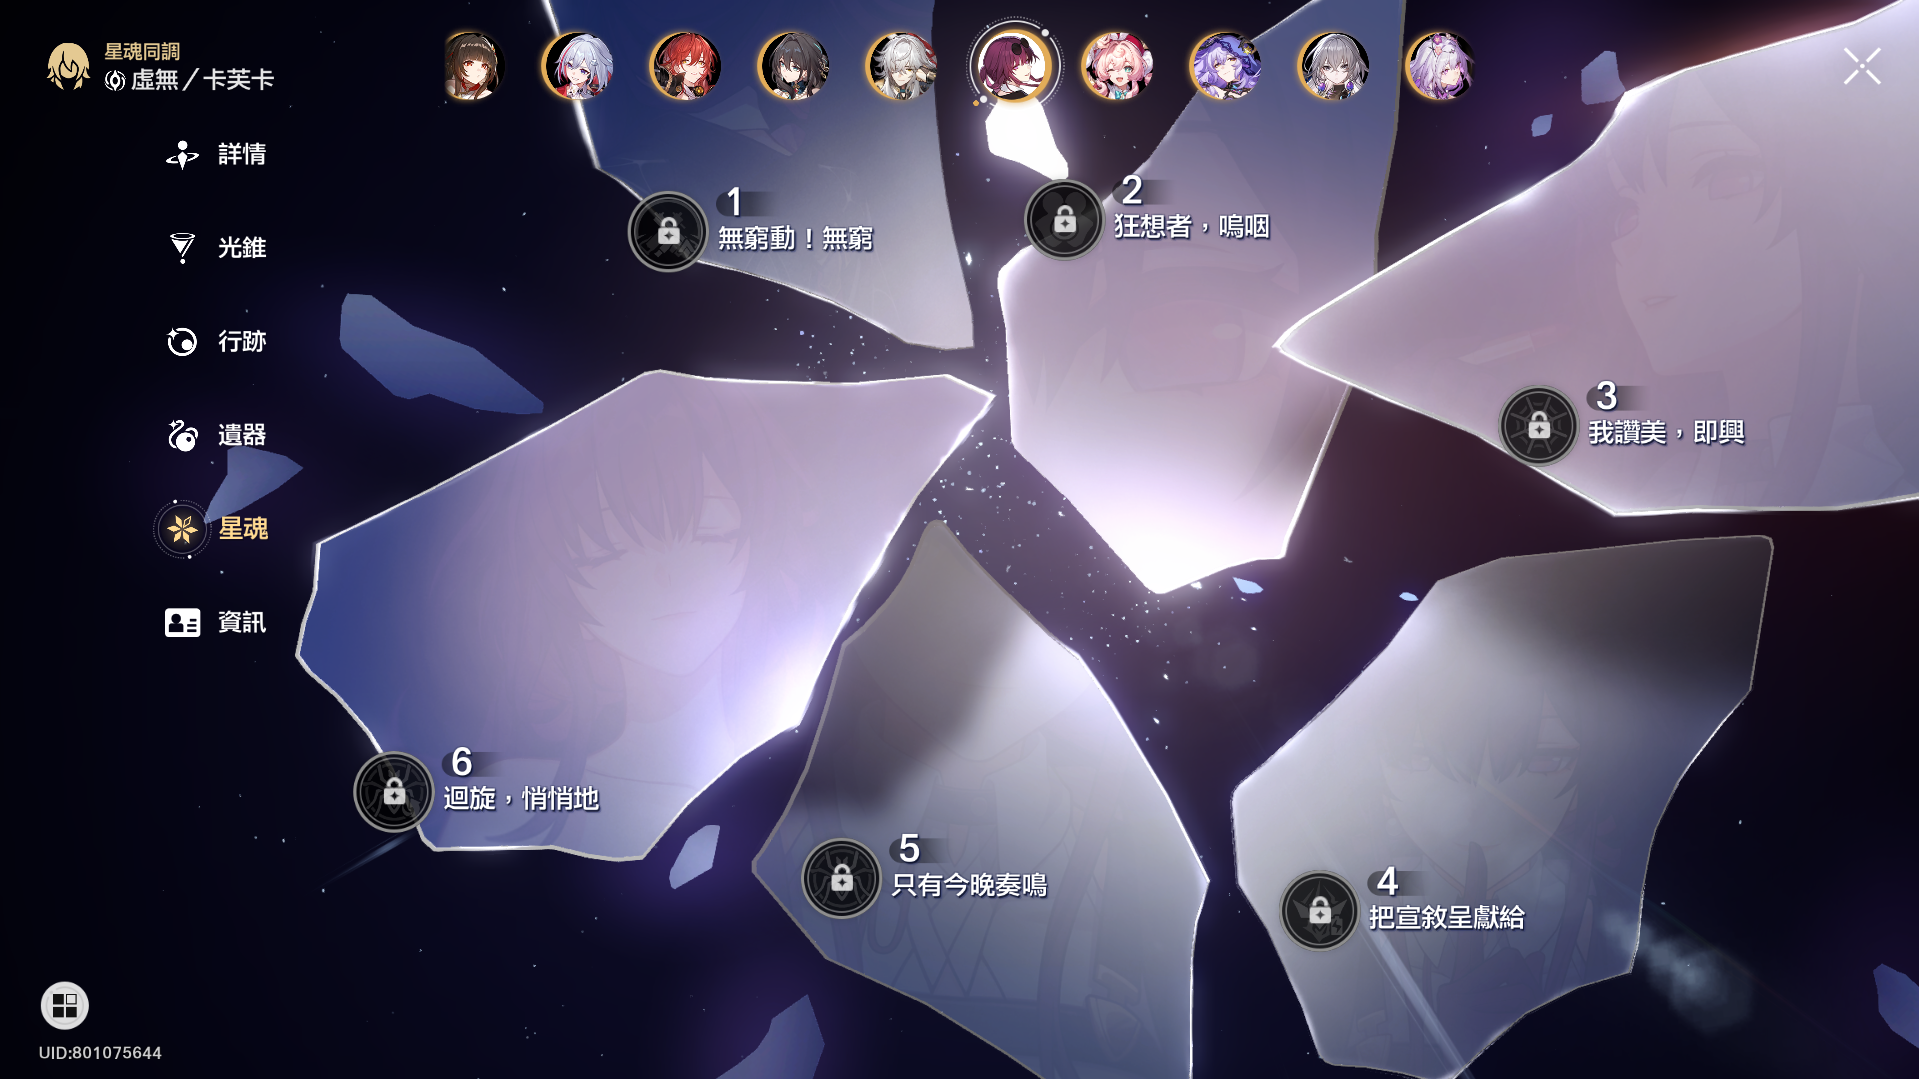 星魂同調
虛無／卡芙卡
詳情
光錐
行跡
遺器
星魂
資訊
1
無窮動！無窮
2
狂想者，嗚咽
3
我讚美，即興
6
迴旋，悄悄地
5
只有今晚奏鳴
4
把宣敘呈獻給
UID:801075644